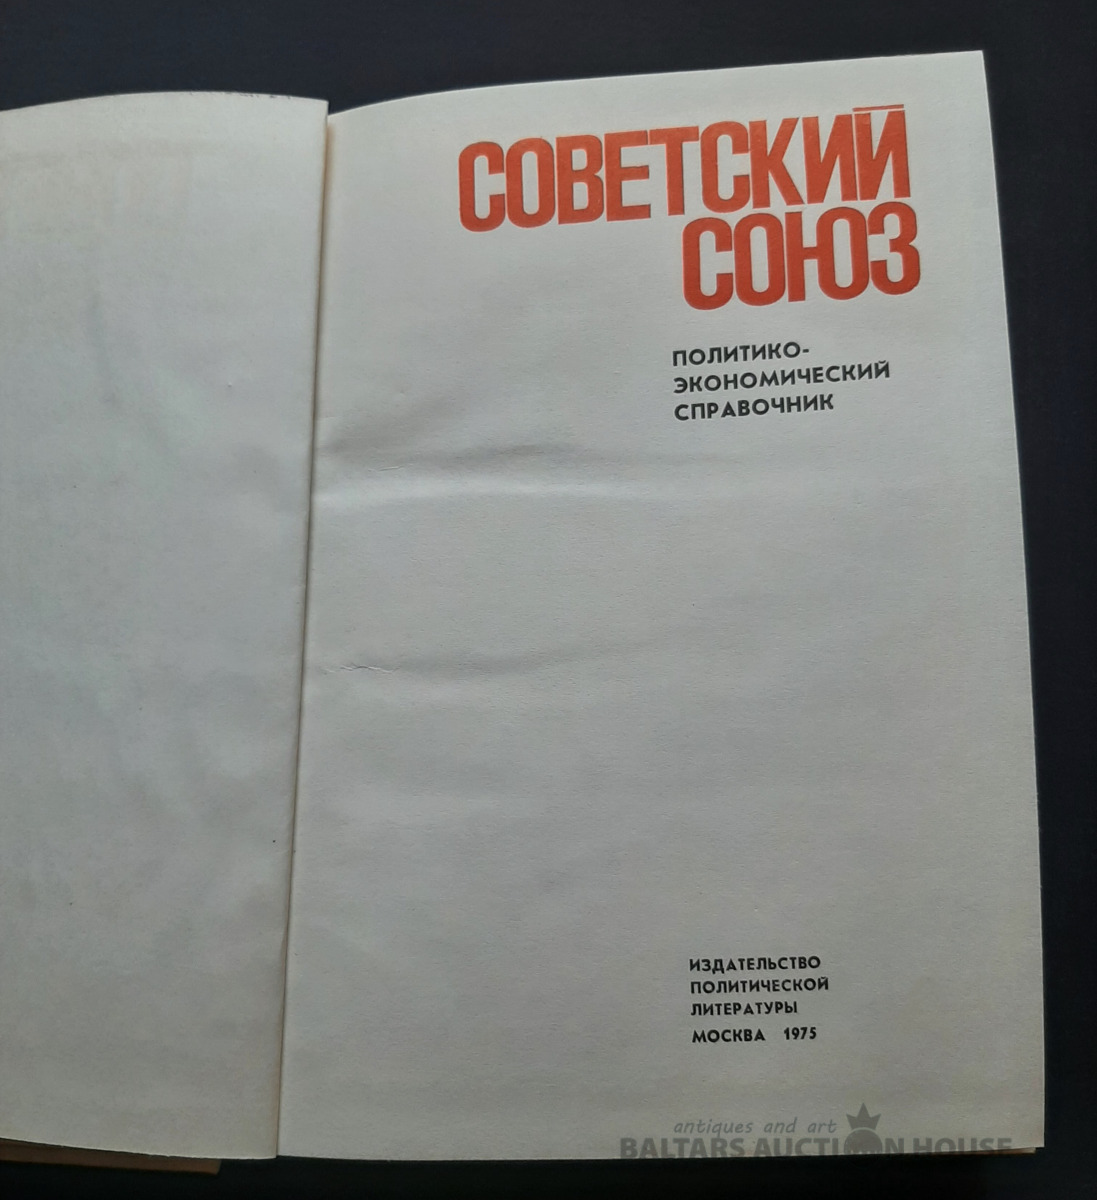 СОВЕТСКИЙ
СОЮЗ
ПОЛИТИКО-
ЭКОНОМИЧЕСКИЙ
СПРАВОЧНИК
ИЗДАТЕЛЬСТВО
ПОЛИТИЧЕСКОЙ
ЛИТЕРАТУРЫ
МОСКВА 1975
antiques and art
BALTARS AUCTION HOUSE